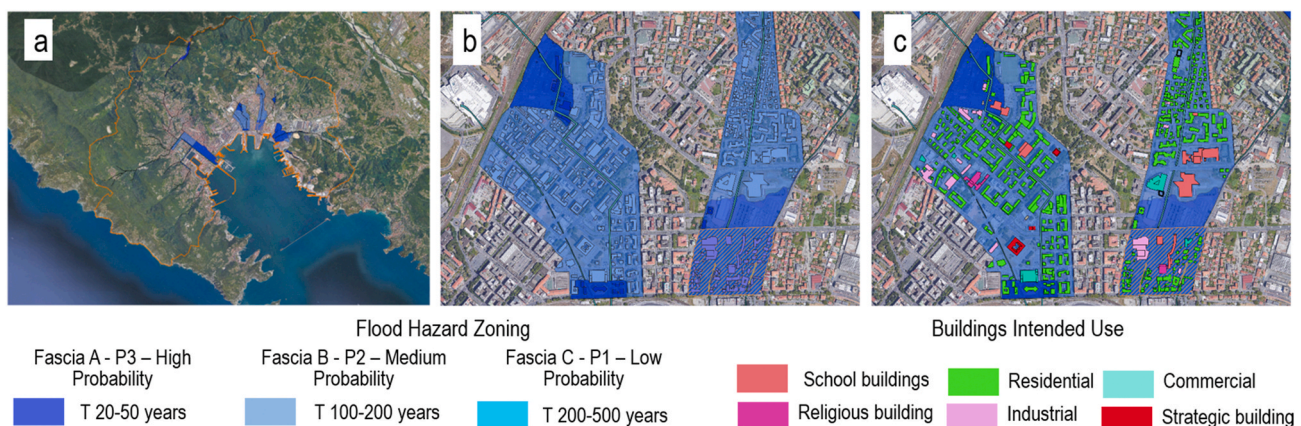 a
b
c
Flood Hazard Zoning
Buildings Intended Use
Fascia A - P3 – High
Probability
Fascia B - P2 – Medium
Probability
Fascia C - P1 – Low
Probability
T 20-50 years
T 100-200 years
T 200-500 years
School buildings
Residential
Commercial
Religious building
Industrial
Strategic building